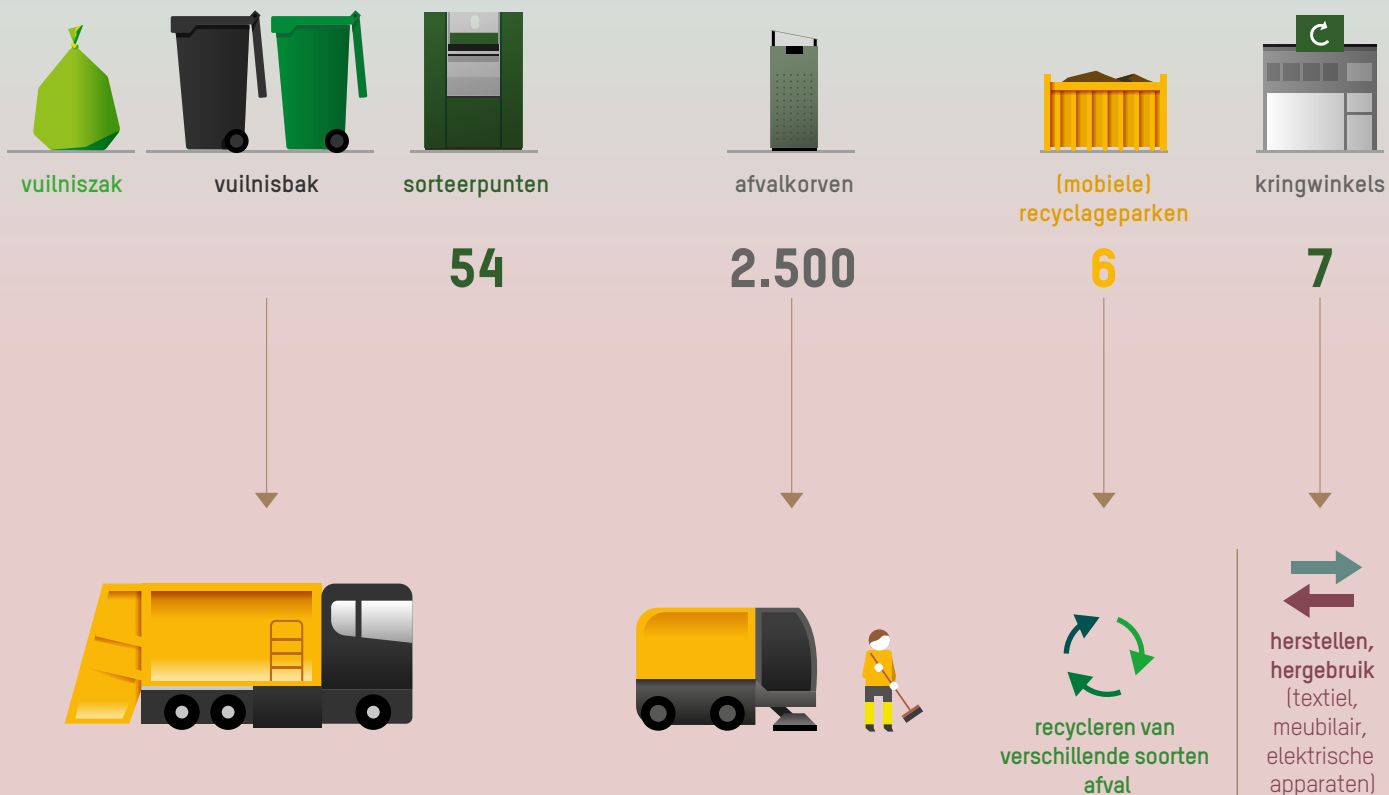 vuilniszak
vuilnisbak
sorteerpunten
afvalkorven
(mobiele)
recyclageparken
kringwinkels
54
2.500
6
7
recycleren van
verschillende soorten
afval
herstellen,
hergebruik
(textiel,
meubilair,
elektrische
apparaten)